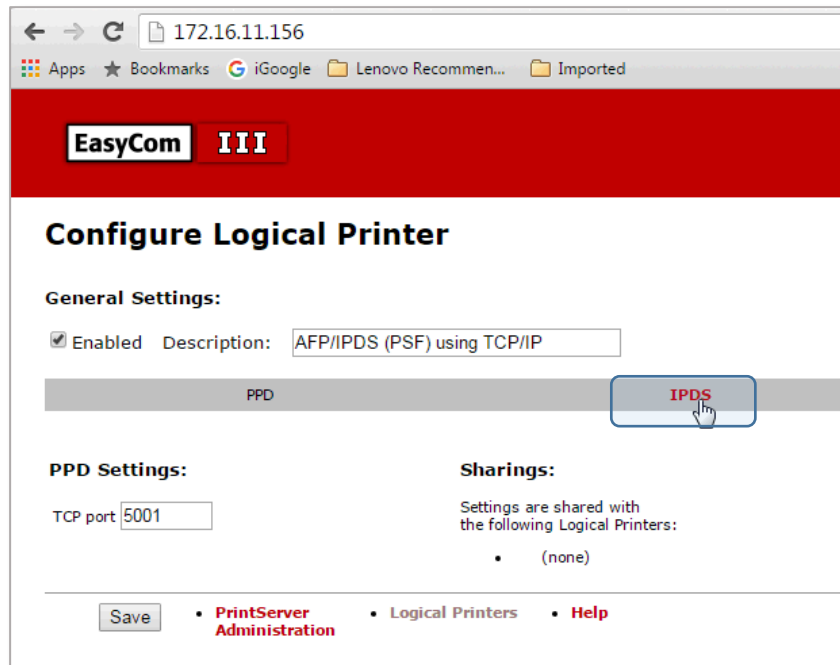 172.16.11.156
Apps Bookmarks iGoogle Lenovo Recommen... Imported
EasyCom III
Configure Logical Printer
General Settings:
Enabled Description: AFP/IPDS (PSF) using TCP/IP
PPD IPDS
PPD Settings: Sharings:
TCP port 5001
Settings are shared with
the following Logical Printers:
• (none)
Save • PrintServer Administration • Logical Printers • Help